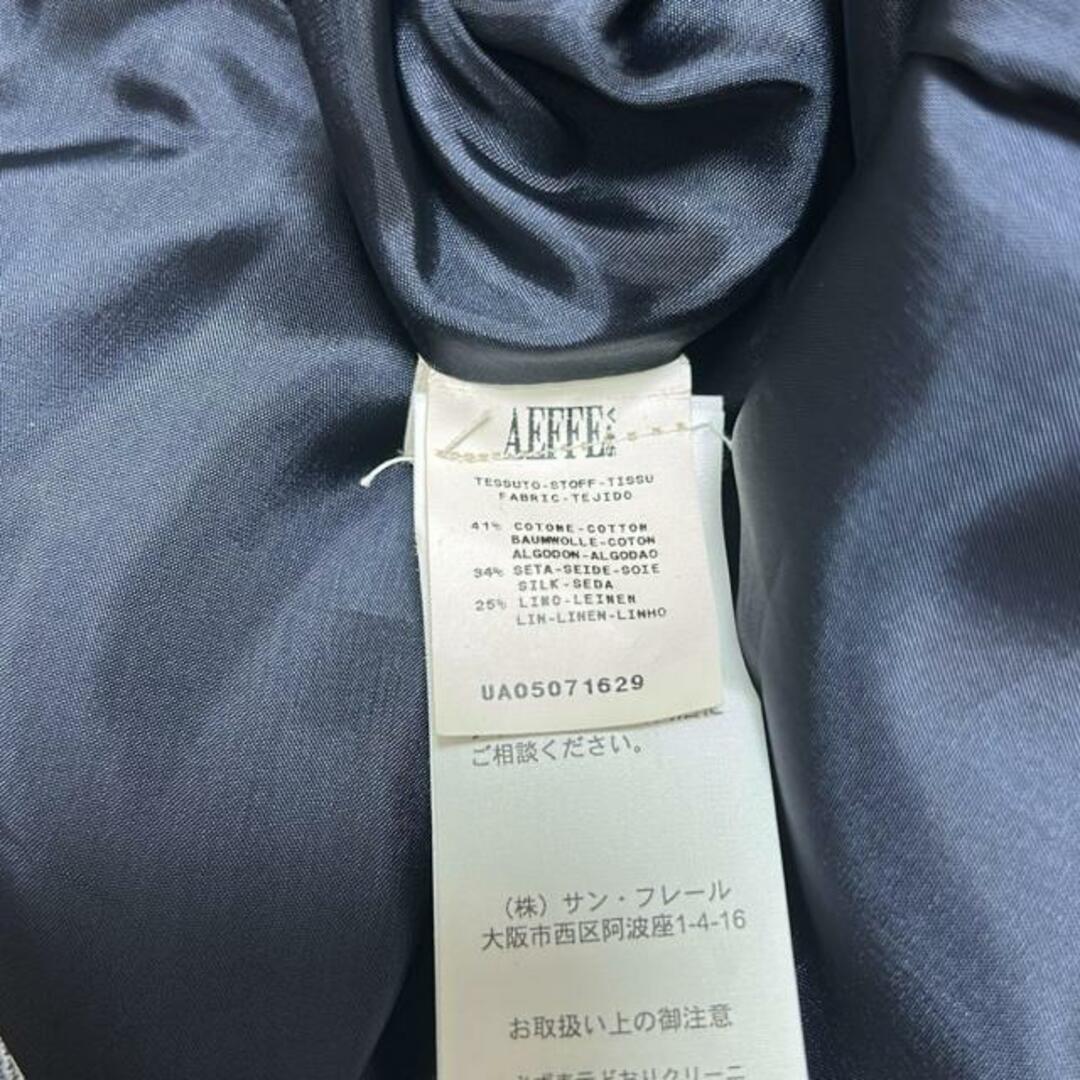 AEFFE SPA
TESSUTO-STOFF-TISSU
FABRIC-TEJIDO
41% COTONE-COTTON
BAUMWOLLE-COTON
ALGODON-ALGODAO
34% SETA-SEIDE-SOIE
SILK-SEDA
25% LINO-LEINEN
LIN-LINEN-LINHO
UA05071629
ご相談ください。
（株）サン・フレール
大阪市西区阿波座1-4-16
お取扱い上の御注意